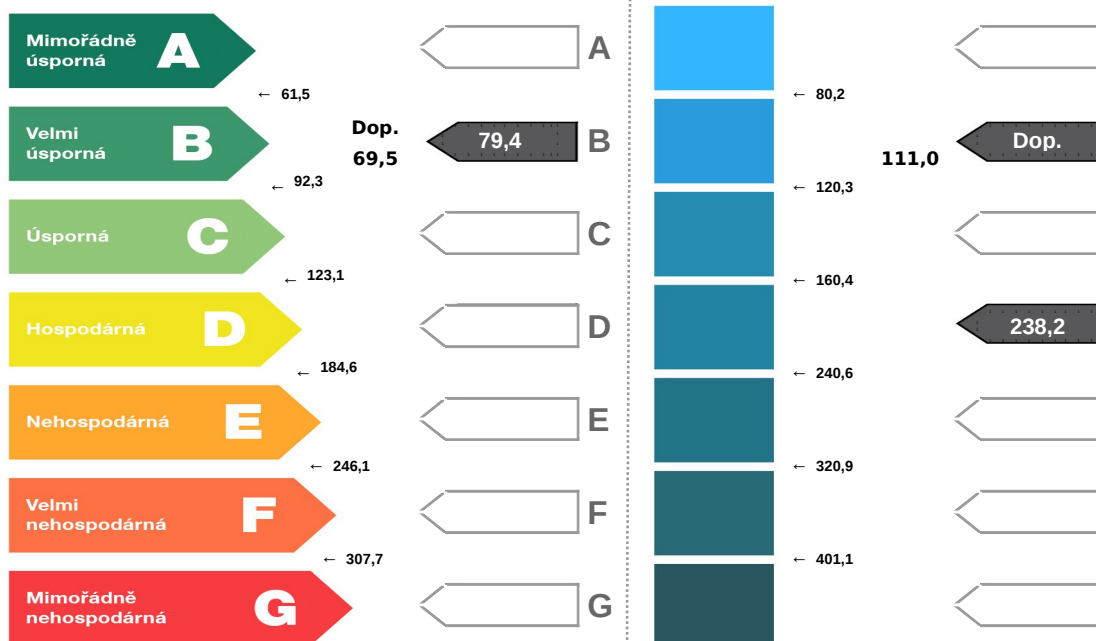 Mimořádně
úsporná
A
A
← 61,5
← 80,2
Velmi
úsporná
B
Dop.
69,5
79,4
B
111,0
Dop.
← 92,3
← 120,3
Úsporná
C
C
← 123,1
← 160,4
Hospodárná
D
D
238,2
← 184,6
← 240,6
Nehospodárná
E
E
← 246,1
← 320,9
Velmi
nehospodárná
F
F
← 307,7
← 401,1
Mimořádně
nehospodárná
G
G